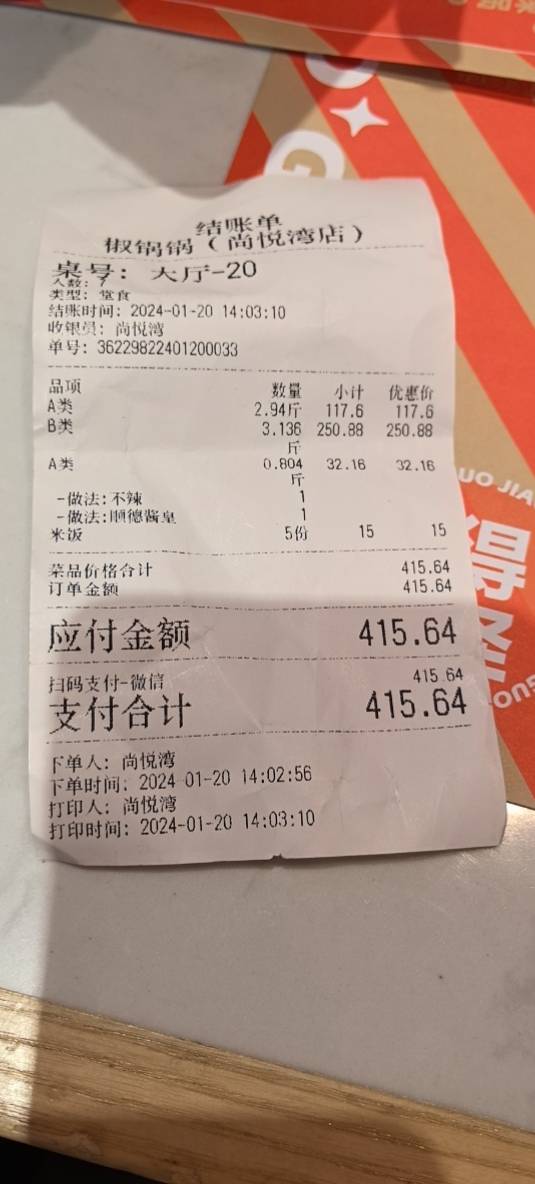 结账单
椒锅锅（尚悦湾店）
桌号： 大厅-20
人数：7
类型：堂食
结账时间：2024-01-20 14:03:10
收银员：尚悦湾
单号：36229822401200033
品项 数量 小计 优惠价
A类 2.94斤 117.6 117.6
B类 3.136 250.88 250.88
斤
A类 0.804 32.16 32.16
斤
-做法:不辣 1
-做法:顺德酱皇 1
米饭 5份 15 15
菜品价格合计 415.64
订单金额 415.64
应付金额 415.64
扫码支付-微信 415.64
支付合计 415.64
下单人：尚悦湾
下单时间：2024-01-20 14:02:56
打印人：尚悦湾
打印时间：2024-01-20 14:03:10
得